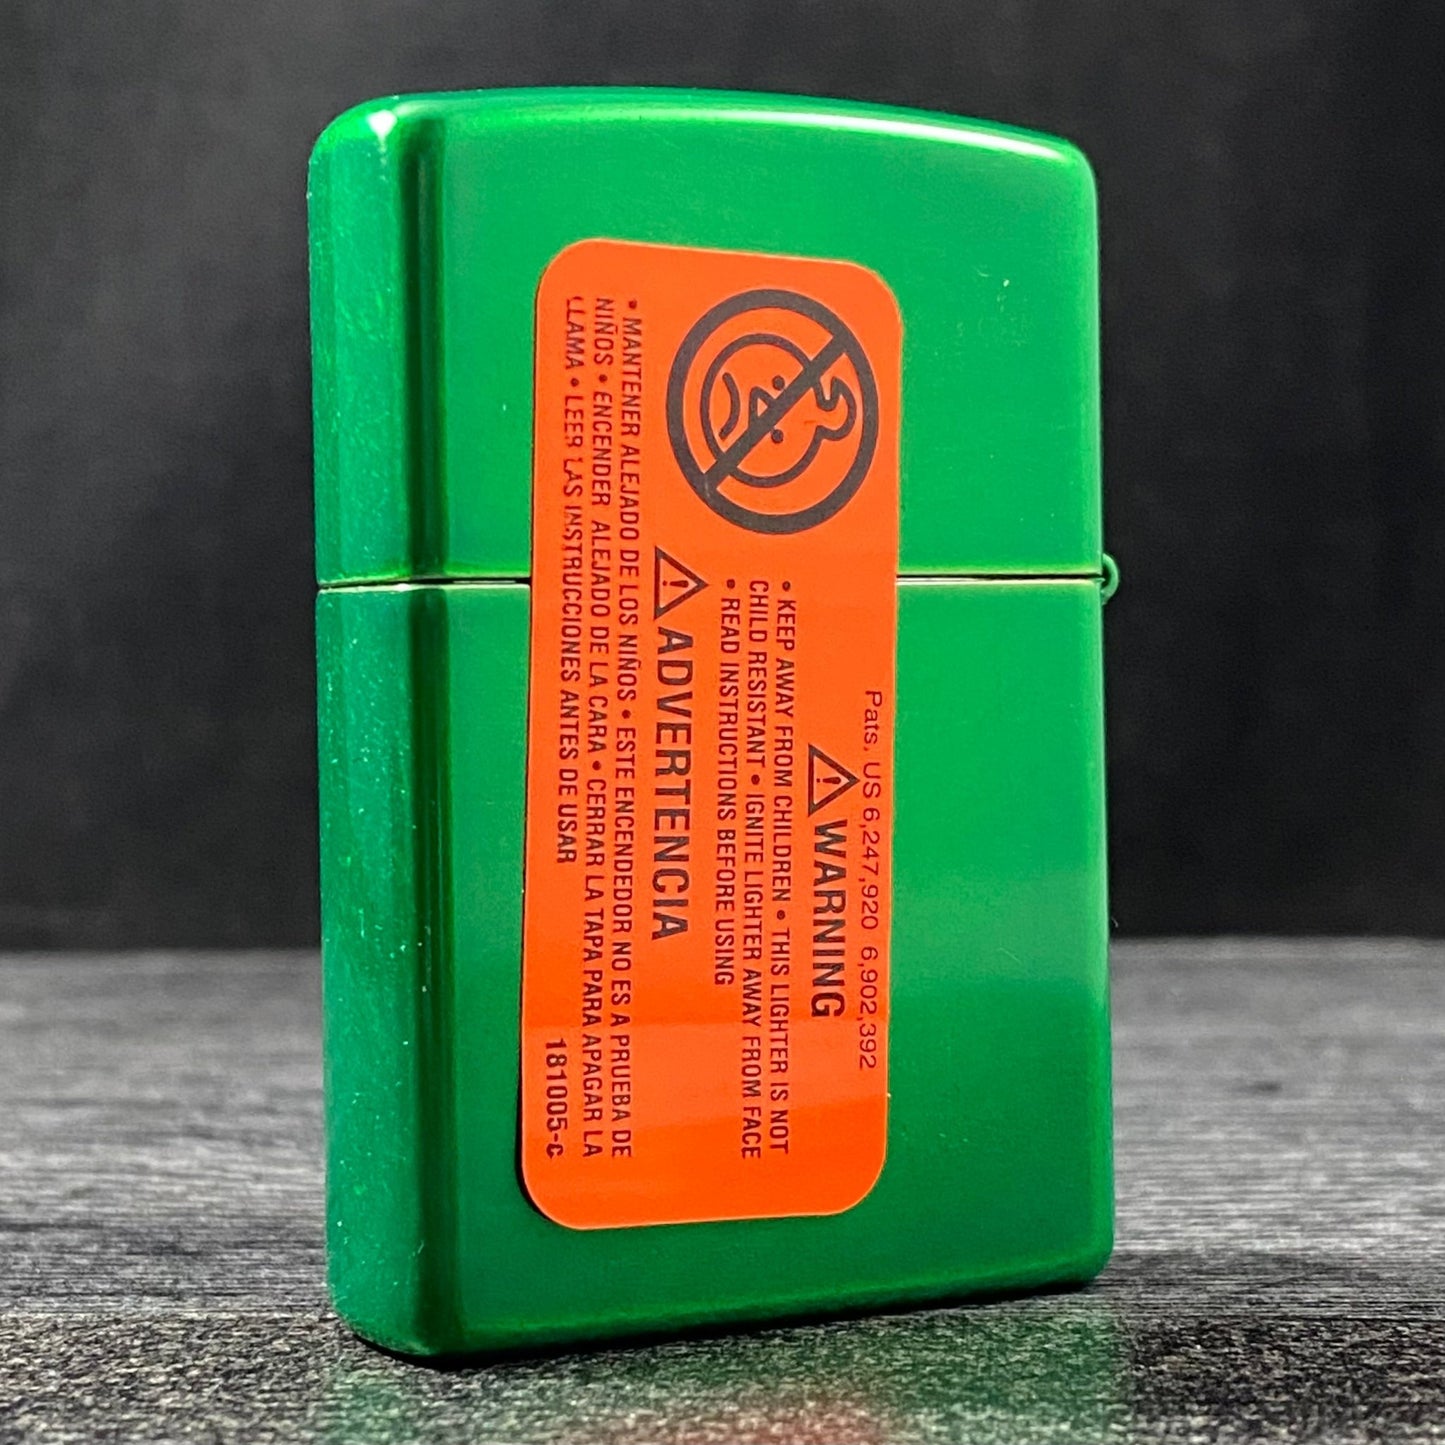 Pats. US 6,247,920 6,902,392
WARNING
• KEEP AWAY FROM CHILDREN • THIS LIGHTER IS NOT
CHILD RESISTANT • IGNITE LIGHTER AWAY FROM FACE
• READ INSTRUCTIONS BEFORE USING
ADVERTENCIA
• MANTENER ALEJADO DE LOS NIÑOS • ESTE ENCENDEDOR NO ES A PRUEBA DE
NIÑOS • ENCENDER ALEJADO DE LA CARA • CERRAR LA TAPA PARA APAGAR LA
LLAMA • LEER LAS INSTRUCCIONES ANTES DE USAR
181005-C